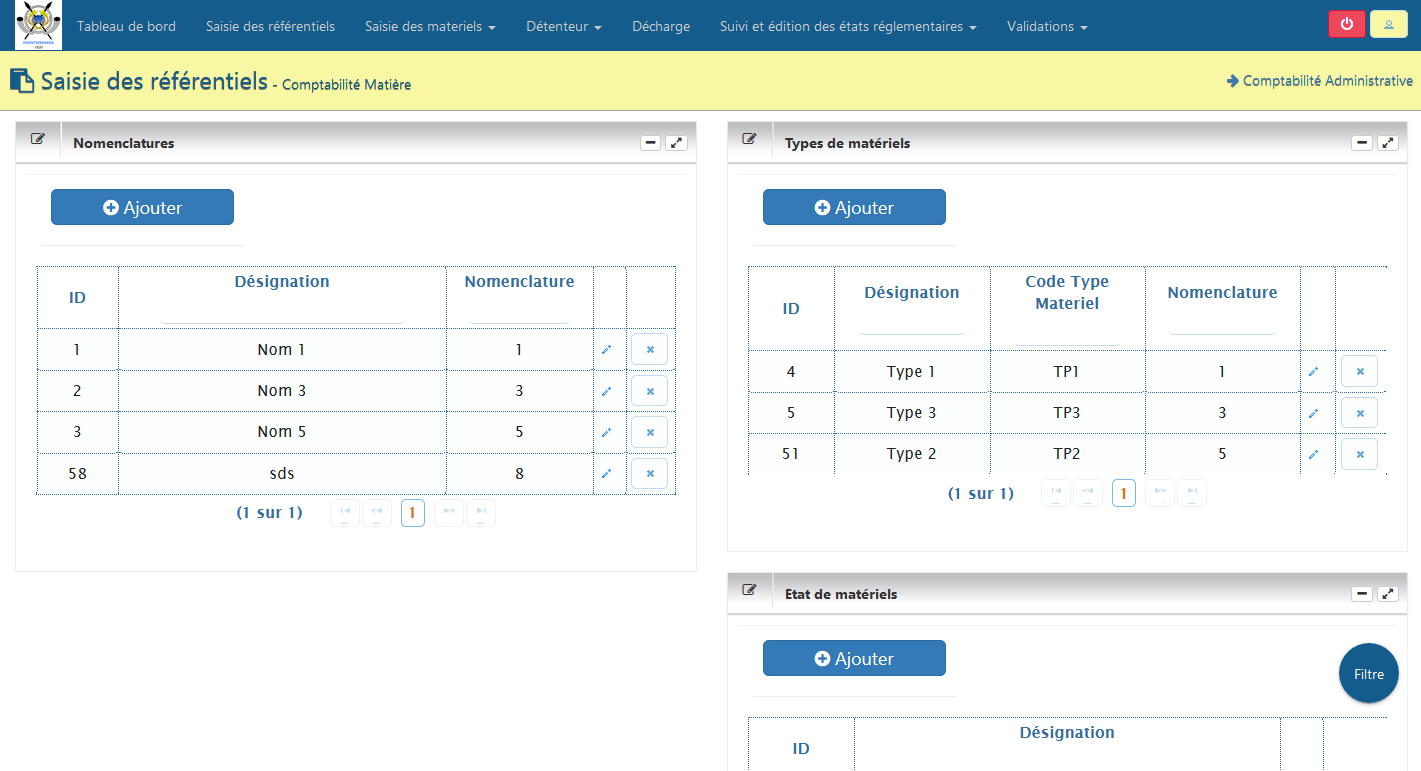 Tableau de bord Saisie des référentiels Saisie des materiels Détenteur Décharge Suivi et édition des états réglementaires Validations
Saisie des référentiels - Comptabilité Matière
Comptabilité Administrative
Nomenclatures
Ajouter
ID Désignation Nomenclature
1 Nom 1 1
2 Nom 3 3
3 Nom 5 5
58 sds 8
(1 sur 1) 1
Types de matériels
Ajouter
ID Désignation Code Type Materiel Nomenclature
4 Type 1 TP1 1
5 Type 3 TP3 3
51 Type 2 TP2 5
(1 sur 1) 1
Etat de matériels
Ajouter
Filtre
ID Désignation